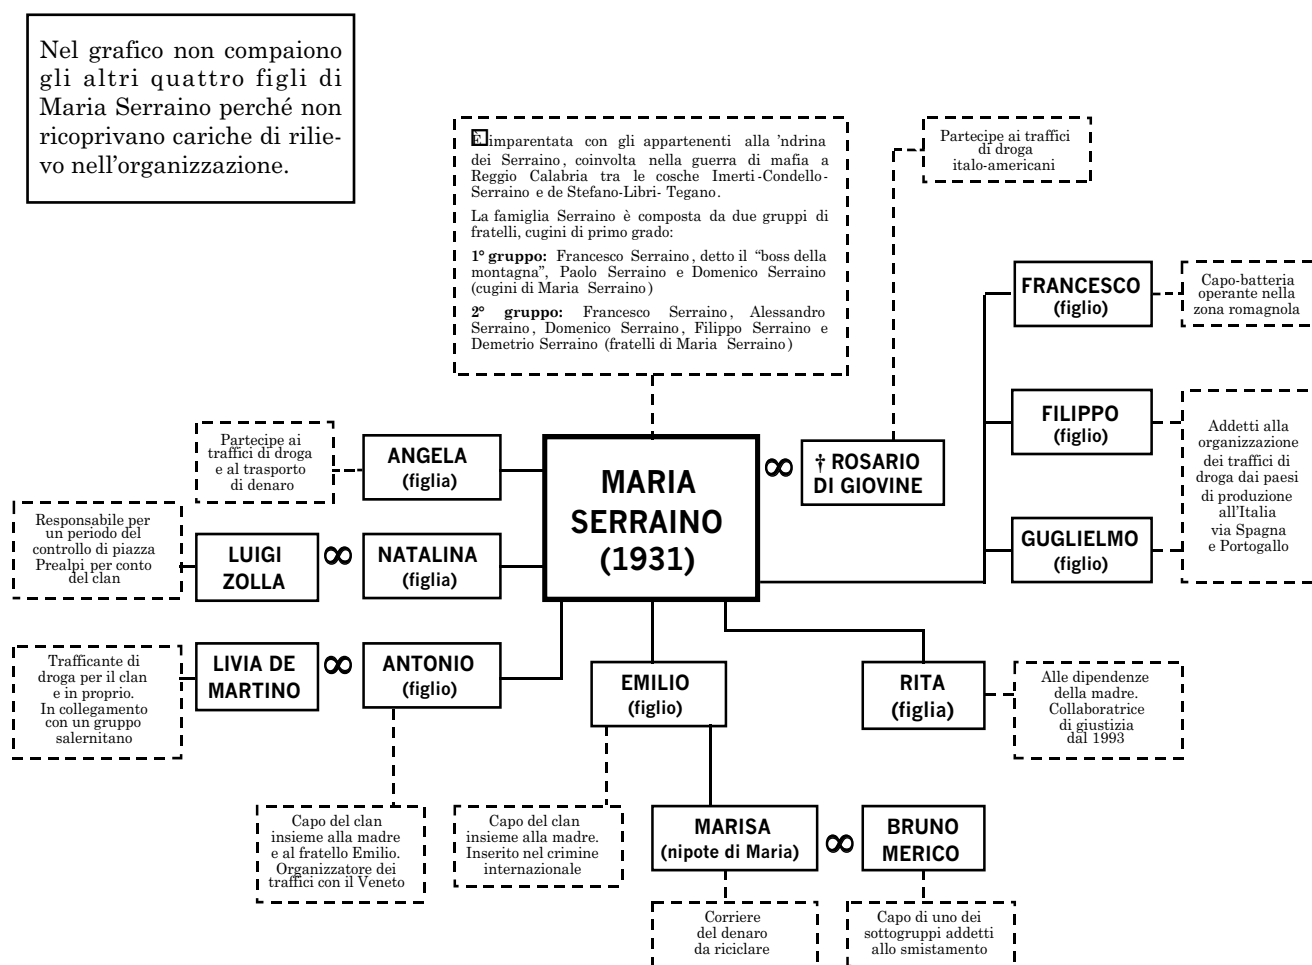 Nel grafico non compaiono
gli altri quattro figli di
Maria Serraino perché non
ricoprivano cariche di rilie-
vo nell'organizzazione.
È imparentata con gli appartenenti alla 'ndrina
dei Serraino, coinvolta nella guerra di mafia a
Reggio Calabria tra le cosche Imerti-Condello-
Serraino e de Stefano-Libri-Tegano.
La famiglia Serraino è composta da due gruppi di
fratelli, cugini di primo grado:
1° gruppo: Francesco Serraino, detto il “boss della
montagna”, Paolo Serraino e Domenico Serraino
(cugini di Maria Serraino)
2° gruppo: Francesco Serraino, Alessandro
Serraino, Domenico Serraino, Filippo Serraino e
Demetrio Serraino (fratelli di Maria Serraino)
Partecipe ai traffici
di droga
italo-americani
FRANCESCO
(figlio)
Capo-batteria
operante nella
zona romagnola
FILIPPO
(figlio)
GUGLIELMO
(figlio)
Addetti alla
organizzazione
dei traffici di
droga dai paesi
di produzione
all'Italia
via Spagna
e Portogallo
Partecipe ai
traffici di droga
e al trasporto
di denaro
ANGELA
(figlia)
MARIA
SERRAINO
(1931)
∞
† ROSARIO
DI GIOVINE
Responsabile per
un periodo del
controllo di piazza
Prealpi per conto
del clan
LUIGI
ZOLLA
∞
NATALINA
(figlia)
Trafficante di
droga per il clan
e in proprio.
In collegamento
con un gruppo
salernitano
LIVIA DE
MARTINO
∞
ANTONIO
(figlio)
EMILIO
(figlio)
RITA
(figlia)
Alle dipendenze
della madre.
Collaboratrice
di giustizia
dal 1993
Capo del clan
insieme alla madre
e al fratello Emilio.
Organizzatore dei
traffici con il Veneto
Capo del clan
insieme alla madre.
Inserito nel crimine
internazionale
MARISA
(nipote di Maria)
∞
BRUNO
MERICO
Corriere
del denaro
da riciclare
Capo di uno dei
sottogruppi addetti
allo smistamento